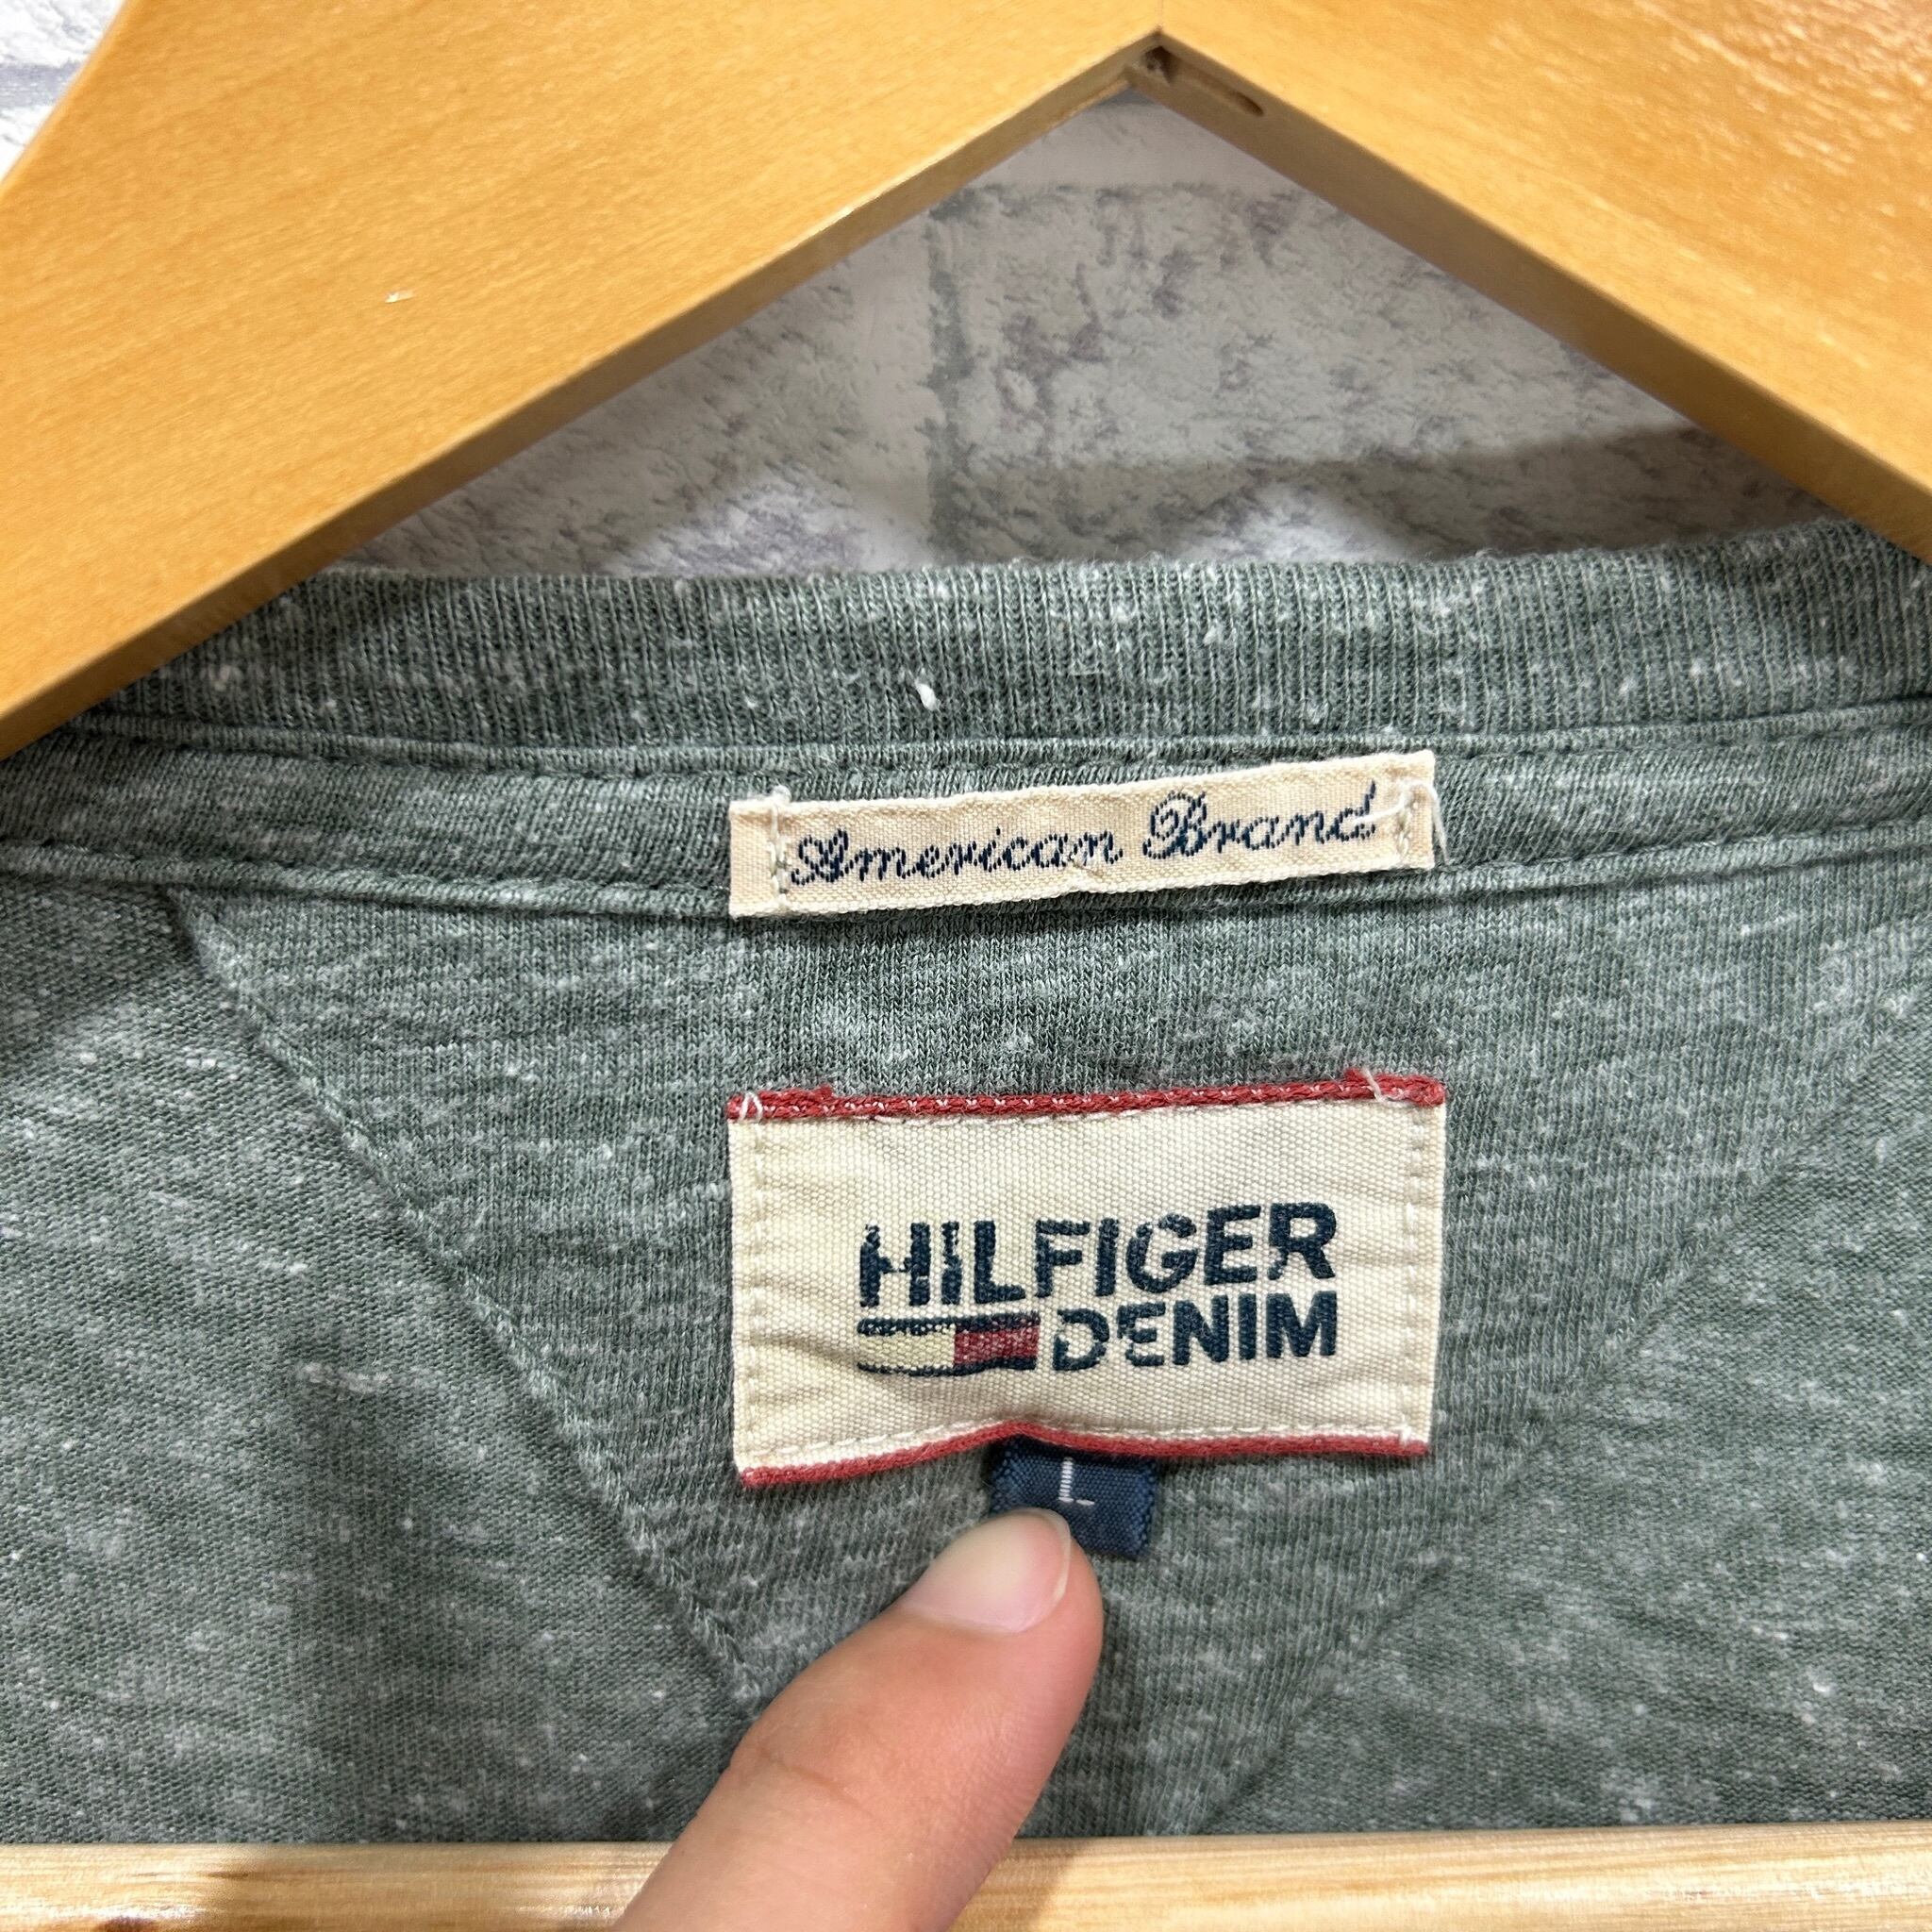 American Brand
HILFIGER
DENIM
L